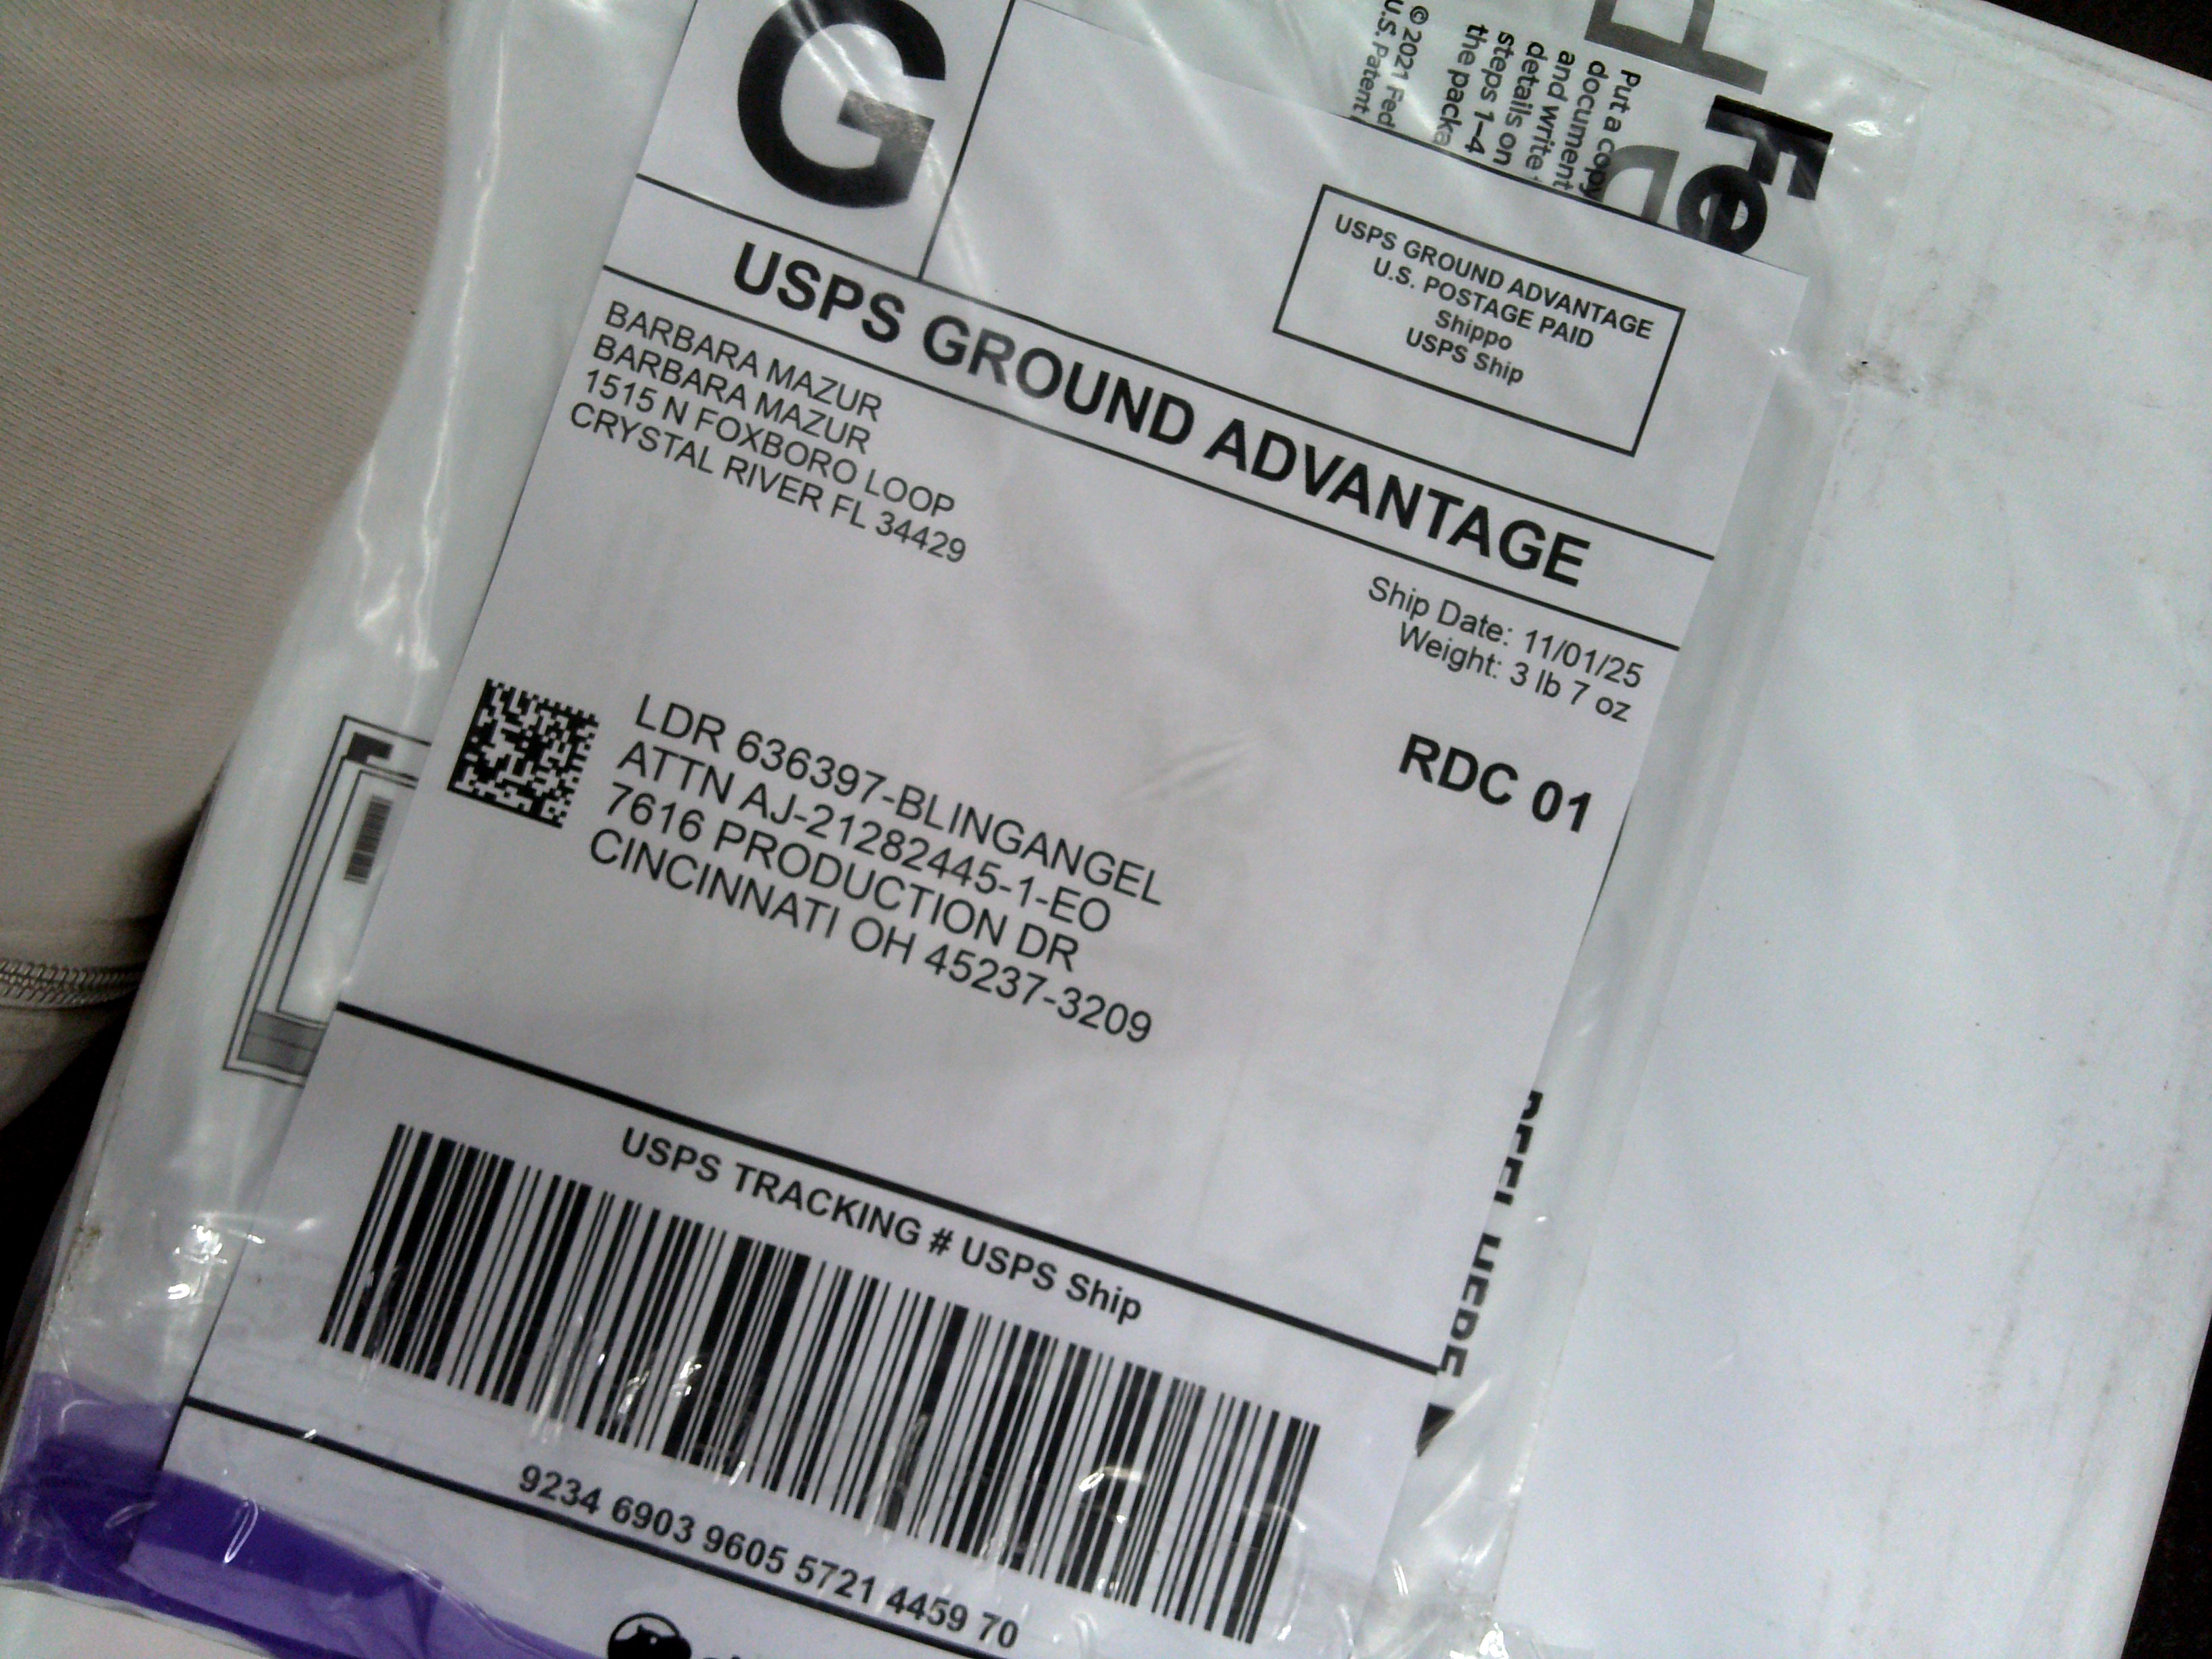 G
USPS GROUND ADVANTAGE
U.S. POSTAGE PAID
Shippo
USPS Ship
USPS GROUND ADVANTAGE
BARBARA MAZUR
BARBARA MAZUR
1515 N FOXBORO LOOP
CRYSTAL RIVER FL 34429
Ship Date: 11/01/25
Weight: 3 lb 7 oz
RDC 01
LDR 636397-BLINGANGEL
ATTN AJ-21282445-1-EO
7616 PRODUCTION DR
CINCINNATI OH 45237-3209
USPS TRACKING # USPS Ship
9234 6903 9605 5721 4459 70
Fe
Put a copy
document
and write
details on
steps 1–4
the packa
© 2021 Fed
U.S. Patent